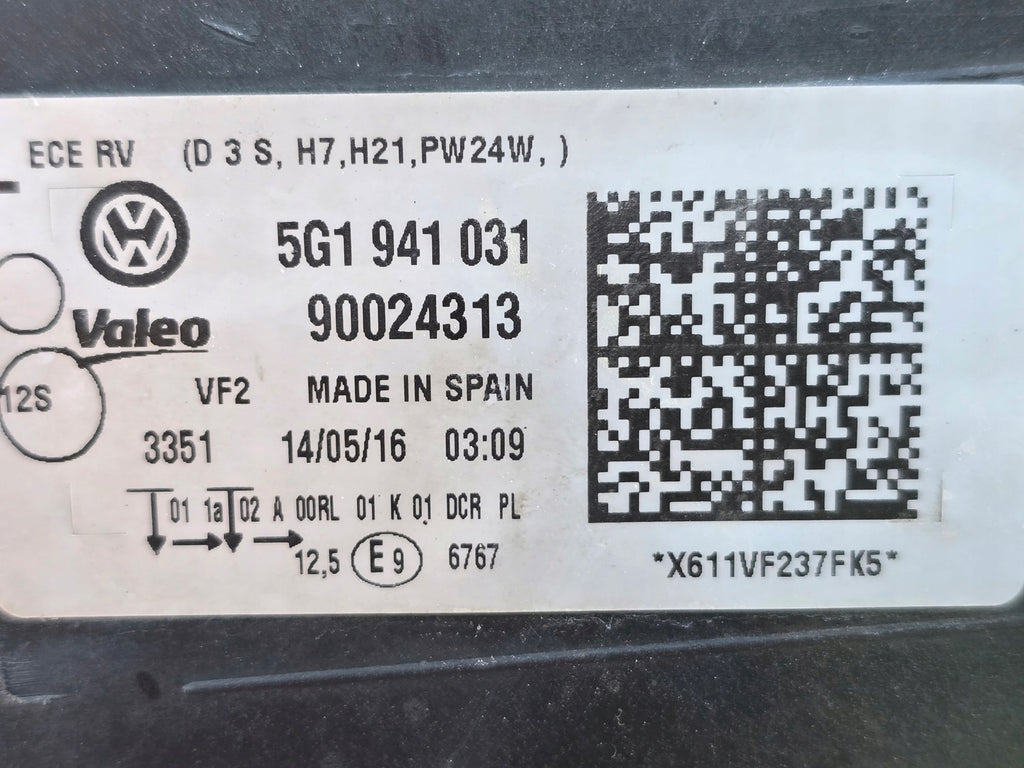 ECE RV (D 3 S, H7,H21,PW24W, )
5G1 941 031
Valeo 90024313
12S VF2 MADE IN SPAIN
3351 14/05/16 03:09
01 1a 02 A 00RL 01 K 01 DCR PL
12,5 E9 6767
*X611VF237FK5*